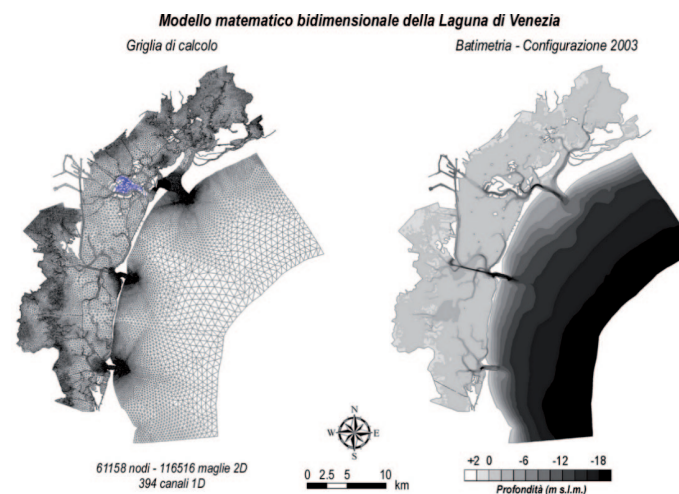 Modello matematico bidimensionale della Laguna di Venezia
Griglia di calcolo
Batimetria - Configurazione 2003
N
W E
S
61158 nodi - 116516 maglie 2D
394 canali 1D
0 2.5 5 10
km
+2 0 -6 -12 -18
Profondità (m s.l.m.)